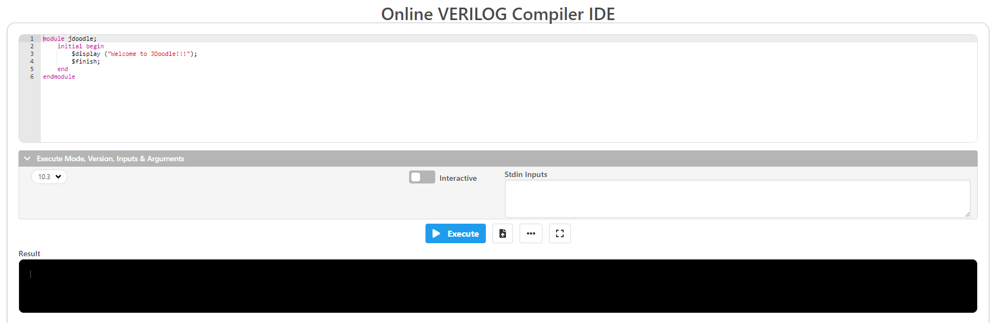 Online VERILOG Compiler IDE
1 module jdoodle;
2 initial begin
3 $display ("Welcome to JDoodle!!!");
4 $finish;
5 end
6 endmodule
Execute Mode, Version, Inputs & Arguments
10.3 Interactive Stdin Inputs
Execute
Result